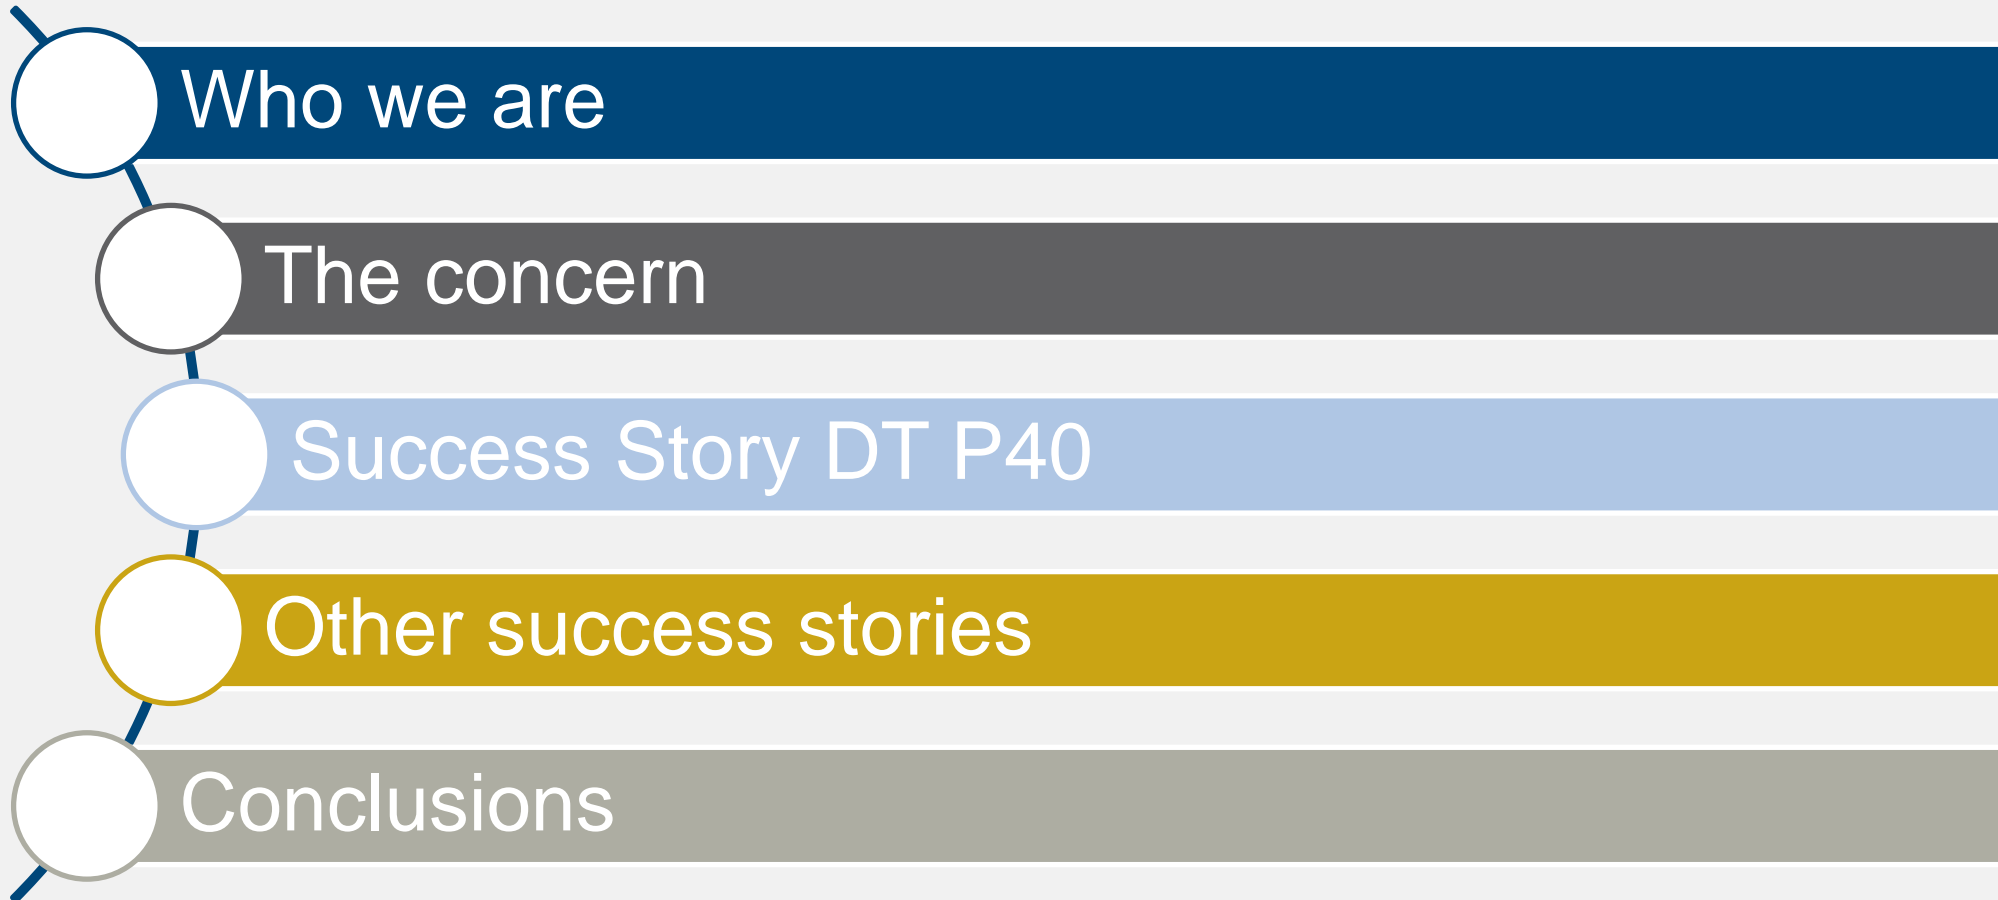 Who we are
The concern
Success Story DT P40
Other success stories
Conclusions